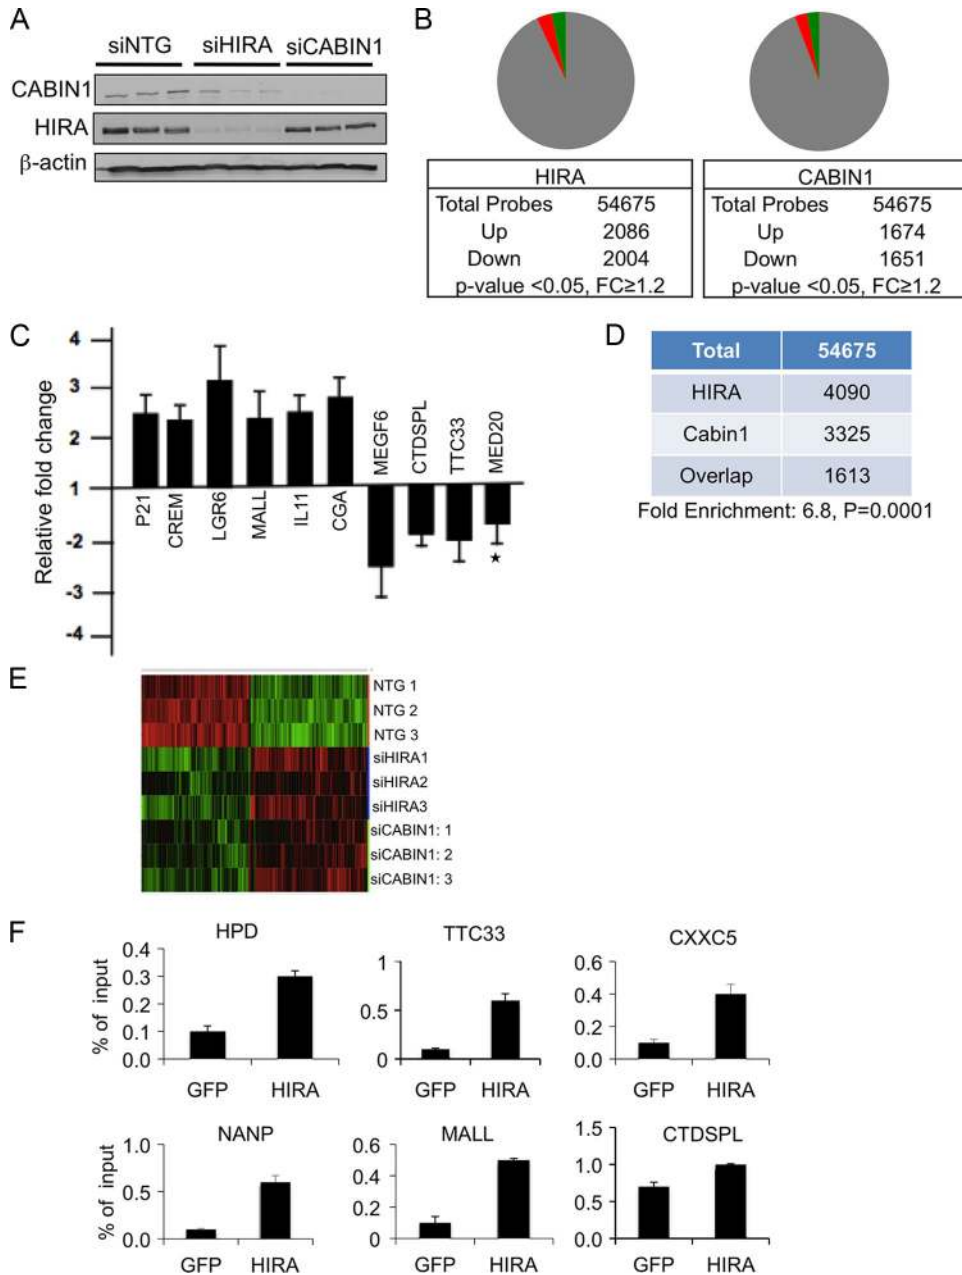 A
siNTG siHIRA siCABIN1
CABIN1
HIRA
β-actin
B
HIRA
Total Probes 54675
Up 2086
Down 2004
p-value <0.05, FC≥1.2
CABIN1
Total Probes 54675
Up 1674
Down 1651
p-value <0.05, FC≥1.2
C
Relative fold change
4
3
2
1
-2
-3
-4
P21
CREM
LGR6
MALL
IL11
CGA
MEGF6
CTDSPL
TTC33
MED20
★
D
Total 54675
HIRA 4090
Cabin1 3325
Overlap 1613
Fold Enrichment: 6.8, P=0.0001
E
NTG 1
NTG 2
NTG 3
siHIRA1
siHIRA2
siHIRA3
siCABIN1: 1
siCABIN1: 2
siCABIN1: 3
F
HPD
% of input
0.4
0.3
0.2
0.1
0.0
GFP HIRA
TTC33
1
0.5
0
GFP HIRA
CXXC5
0.6
0.4
0.2
0.0
GFP HIRA
NANP
% of input
1.0
0.5
0.0
GFP HIRA
MALL
0.6
0.4
0.2
0
GFP HIRA
CTDSPL
1.5
1.0
0.5
0.0
GFP HIRA